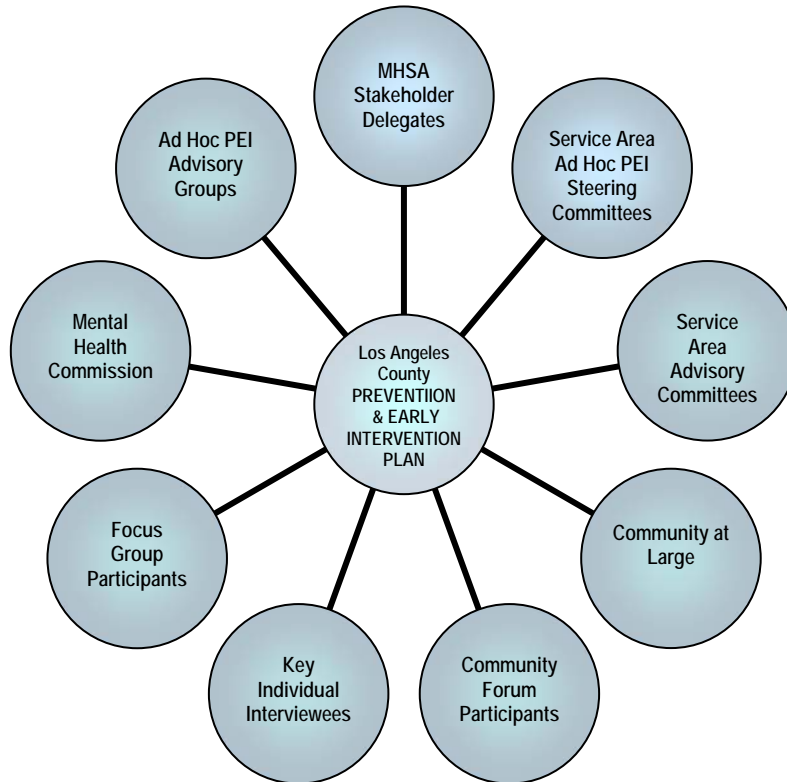 MHSA
Stakeholder
Delegates
Service Area
Ad Hoc PEI
Steering
Committees
Service
Area
Advisory
Committees
Community at
Large
Community
Forum
Participants
Key
Individual
Interviewees
Focus
Group
Participants
Mental
Health
Commission
Ad Hoc PEI
Advisory
Groups
Los Angeles
County
PREVENTIION
& EARLY
INTERVENTION
PLAN